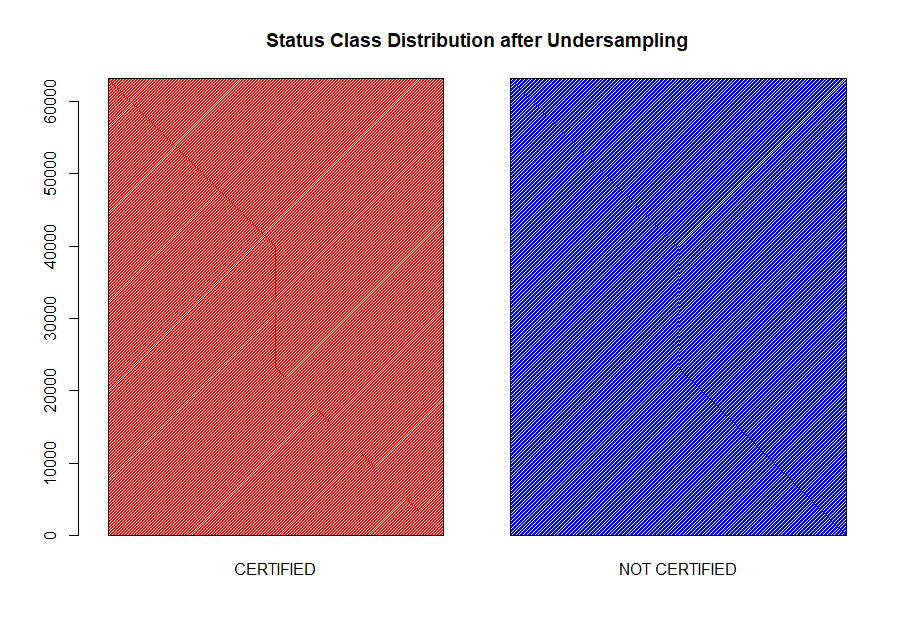 Status Class Distribution after Undersampling
60000
50000
40000
30000
20000
10000
0
CERTIFIED
NOT CERTIFIED